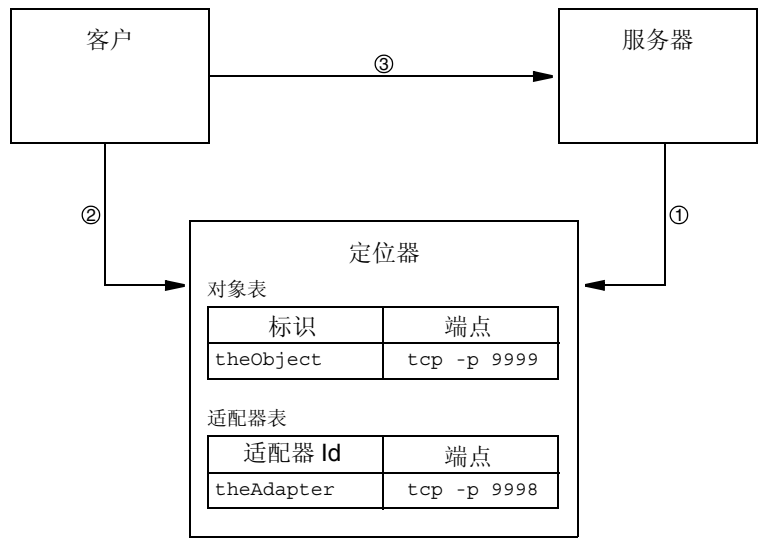 客户
服务器
③
②
①
定位器
对象表
标识 端点
theObject tcp -p 9999
适配器表
适配器 Id 端点
theAdapter tcp -p 9998